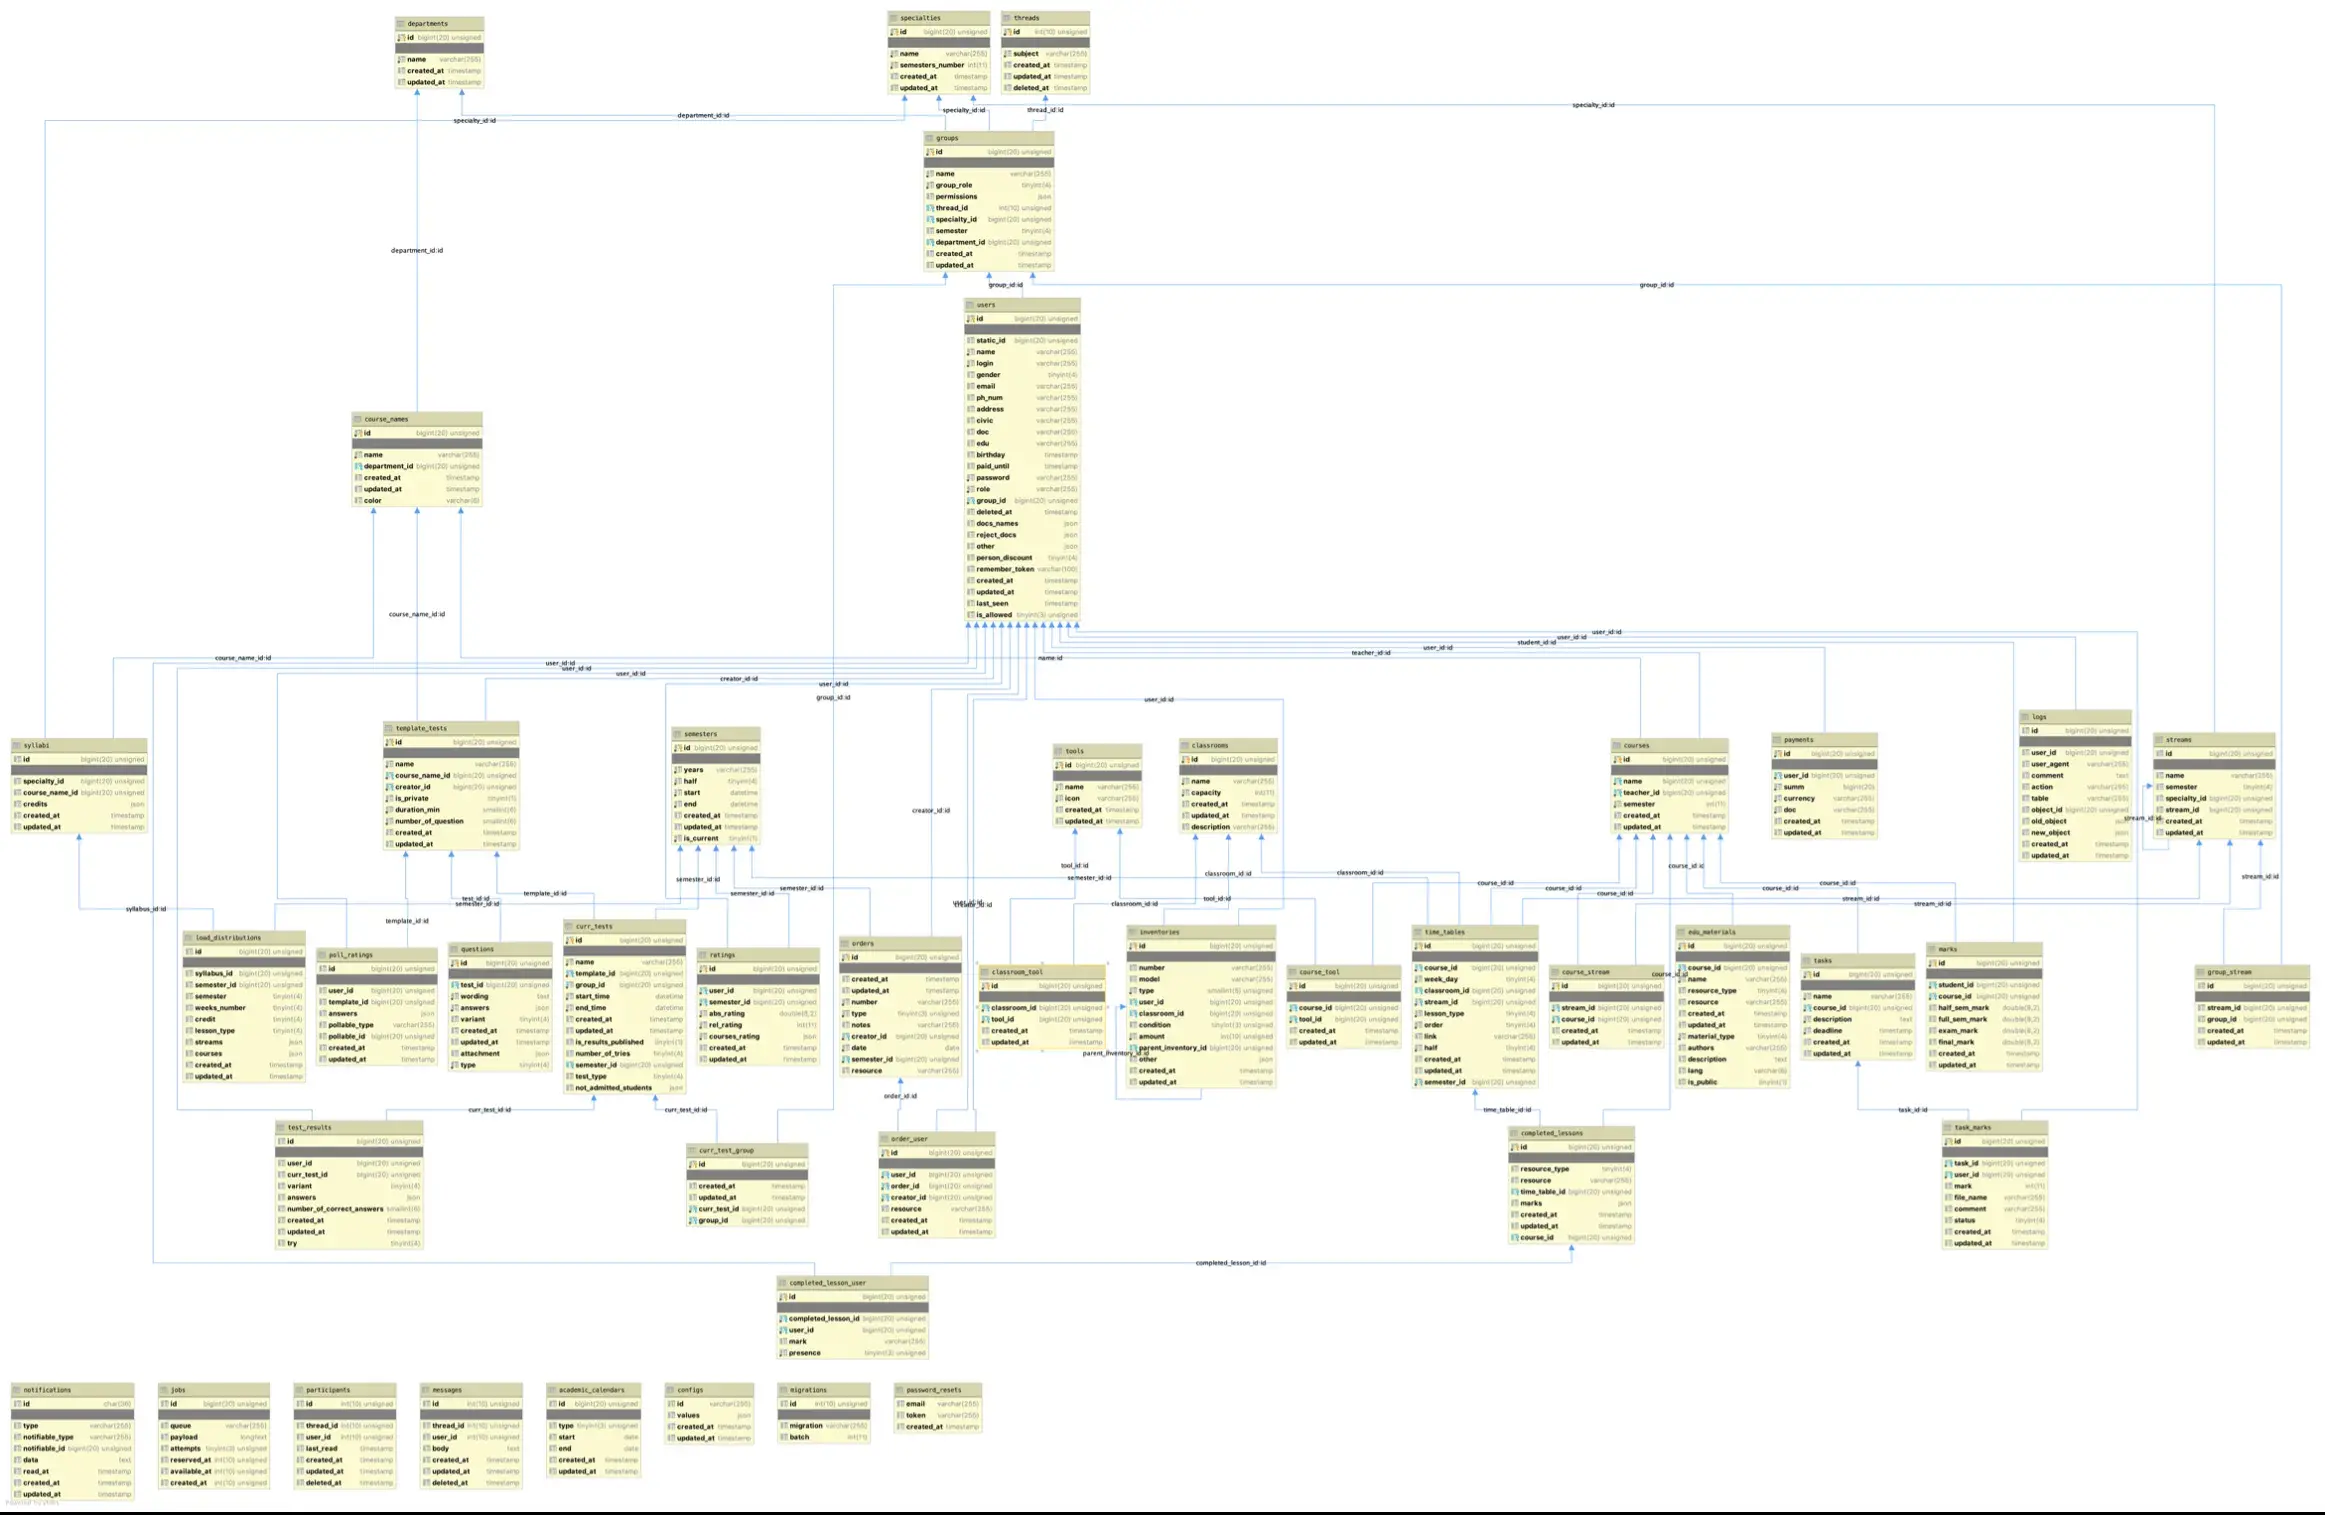 departments
id bigint(20) unsigned
name varchar(255)
created_at timestamp
updated_at timestamp
specialties
id bigint(20) unsigned
name varchar(255)
semesters_number int(11)
created_at timestamp
updated_at timestamp
threads
id int(10) unsigned
subject varchar(255)
created_at timestamp
updated_at timestamp
deleted_at timestamp
specialty_id:id
department_id:id
specialty_id:id
thread_id:id
specialty_id:id
groups
id bigint(20) unsigned
name varchar(255)
group_role tinyint(4)
permissions json
thread_id int(10) unsigned
specialty_id bigint(20) unsigned
semester tinyint(4)
department_id bigint(20) unsigned
created_at timestamp
updated_at timestamp
department_id:id
group_id:id
group_id:id
users
id bigint(20) unsigned
static_id bigint(20) unsigned
name varchar(255)
login varchar(255)
gender tinyint(4)
email varchar(255)
ph_num varchar(255)
address varchar(255)
civic varchar(255)
doc varchar(255)
edu varchar(255)
birthday timestamp
paid_until timestamp
password varchar(255)
role varchar(255)
group_id bigint(20) unsigned
deleted_at timestamp
docs_names json
reject_docs json
other json
person_discount tinyint(4)
remember_token varchar(100)
created_at timestamp
updated_at timestamp
last_seen timestamp
is_allowed tinyint(3) unsigned
course_names
id bigint(20) unsigned
name varchar(255)
department_id bigint(20) unsigned
created_at timestamp
updated_at timestamp
color varchar(6)
course_name_id:id
course_name_id:id
user_id:id
user_id:id
user_id:id
creator_id:id
user_id:id
group_id:id
name:id
teacher_id:id
user_id:id
student_id:id
user_id:id
user_id:id
user_id:id
syllabi
id bigint(20) unsigned
specialty_id bigint(20) unsigned
course_name_id bigint(20) unsigned
credits json
created_at timestamp
updated_at timestamp
template_tests
id bigint(20) unsigned
name varchar(255)
course_name_id bigint(20) unsigned
creator_id bigint(20) unsigned
is_private tinyint(1)
duration_min smallint(6)
number_of_question smallint(6)
created_at timestamp
updated_at timestamp
semesters
id bigint(20) unsigned
years varchar(255)
half tinyint(4)
start datetime
end datetime
created_at timestamp
updated_at timestamp
is_current tinyint(1)
tools
id bigint(20) unsigned
name varchar(255)
icon varchar(255)
created_at timestamp
updated_at timestamp
classrooms
id bigint(20) unsigned
name varchar(255)
capacity int(11)
created_at timestamp
updated_at timestamp
description varchar(255)
courses
id bigint(20) unsigned
name bigint(20) unsigned
teacher_id bigint(20) unsigned
semester int(11)
created_at timestamp
updated_at timestamp
payments
id bigint(20) unsigned
user_id bigint(20) unsigned
summ bigint(20)
currency varchar(255)
doc varchar(255)
created_at timestamp
updated_at timestamp
logs
id bigint(20) unsigned
user_id bigint(20) unsigned
user_agent varchar(255)
comment text
action varchar(255)
table varchar(255)
object_id bigint(20) unsigned
old_object json
new_object json
created_at timestamp
updated_at timestamp
streams
id bigint(20) unsigned
name varchar(255)
semester tinyint(4)
specialty_id bigint(20) unsigned
stream_id bigint(20) unsigned
created_at timestamp
updated_at timestamp
stream_id:id
creator_id:id
syllabus_id:id
template_id:id
test_id:id
semester_id:id
template_id:id
semester_id:id
semester_id:id
semester_id:id
creator_id:id
tool_id:id
semester_id:id
classroom_id:id
classroom_id:id
tool_id:id
classroom_id:id
course_id:id
course_id:id
course_id:id
course_id:id
course_id:id
course_id:id
stream_id:id
stream_id:id
stream_id:id
course_id:id
load_distributions
id bigint(20) unsigned
syllabus_id bigint(20) unsigned
semester_id bigint(20) unsigned
semester tinyint(4)
weeks_number tinyint(4)
credit tinyint(4)
lesson_type tinyint(4)
streams json
courses json
created_at timestamp
updated_at timestamp
poll_ratings
id bigint(20) unsigned
user_id bigint(20) unsigned
template_id bigint(20) unsigned
answers json
pollable_type varchar(255)
pollable_id bigint(20) unsigned
created_at timestamp
updated_at timestamp
questions
id bigint(20) unsigned
test_id bigint(20) unsigned
wording text
answers json
variant tinyint(4)
created_at timestamp
updated_at timestamp
attachment json
type tinyint(4)
curr_tests
id bigint(20) unsigned
name varchar(255)
template_id bigint(20) unsigned
group_id bigint(20) unsigned
start_time datetime
end_time datetime
created_at timestamp
updated_at timestamp
is_results_published tinyint(1)
number_of_tries tinyint(4)
semester_id bigint(20) unsigned
test_type tinyint(4)
not_admitted_students json
ratings
id bigint(20) unsigned
user_id bigint(20) unsigned
semester_id bigint(20) unsigned
abs_rating double(8,2)
rel_rating int(11)
courses_rating json
created_at timestamp
updated_at timestamp
orders
id bigint(20) unsigned
created_at timestamp
updated_at timestamp
number varchar(255)
type tinyint(3) unsigned
notes varchar(255)
creator_id bigint(20) unsigned
date date
semester_id bigint(20) unsigned
resource varchar(255)
classroom_tool
id bigint(20) unsigned
classroom_id bigint(20) unsigned
tool_id bigint(20) unsigned
created_at timestamp
updated_at timestamp
inventories
id bigint(20) unsigned
number varchar(255)
model varchar(255)
type smallint(6) unsigned
user_id bigint(20) unsigned
classroom_id bigint(20) unsigned
condition tinyint(3) unsigned
amount int(10) unsigned
parent_inventory_id bigint(20) unsigned
other json
created_at timestamp
updated_at timestamp
parent_inventory_id:id
course_tool
id bigint(20) unsigned
course_id bigint(20) unsigned
tool_id bigint(20) unsigned
created_at timestamp
updated_at timestamp
time_tables
id bigint(20) unsigned
course_id bigint(20) unsigned
week_day tinyint(4)
classroom_id bigint(20) unsigned
stream_id bigint(20) unsigned
lesson_type tinyint(4)
order tinyint(4)
link varchar(255)
half tinyint(4)
created_at timestamp
updated_at timestamp
semester_id bigint(20) unsigned
course_stream
id bigint(20) unsigned
stream_id bigint(20) unsigned
course_id bigint(20) unsigned
created_at timestamp
updated_at timestamp
edu_materials
id bigint(20) unsigned
course_id bigint(20) unsigned
name varchar(255)
resource_type tinyint(4)
resource varchar(255)
created_at timestamp
updated_at timestamp
material_type tinyint(4)
authors varchar(255)
description text
lang varchar(6)
is_public tinyint(1)
tasks
id bigint(20) unsigned
name varchar(255)
course_id bigint(20) unsigned
description text
deadline timestamp
created_at timestamp
updated_at timestamp
marks
id bigint(20) unsigned
student_id bigint(20) unsigned
course_id bigint(20) unsigned
half_sem_mark double(8,2)
full_sem_mark double(8,2)
exam_mark double(8,2)
final_mark double(8,2)
created_at timestamp
updated_at timestamp
group_stream
id bigint(20) unsigned
stream_id bigint(20) unsigned
group_id bigint(20) unsigned
created_at timestamp
updated_at timestamp
curr_test_id:id
curr_test_id:id
order_id:id
time_table_id:id
task_id:id
test_results
id bigint(20) unsigned
user_id bigint(20) unsigned
curr_test_id bigint(20) unsigned
variant tinyint(4)
answers json
number_of_correct_answers smallint(6)
created_at timestamp
updated_at timestamp
try tinyint(4)
curr_test_group
id bigint(20) unsigned
created_at timestamp
updated_at timestamp
curr_test_id bigint(20) unsigned
group_id bigint(20) unsigned
order_user
id bigint(20) unsigned
user_id bigint(20) unsigned
order_id bigint(20) unsigned
creator_id bigint(20) unsigned
resource varchar(255)
created_at timestamp
updated_at timestamp
completed_lessons
id bigint(20) unsigned
resource_type tinyint(4)
resource varchar(255)
time_table_id bigint(20) unsigned
marks json
created_at timestamp
updated_at timestamp
course_id bigint(20) unsigned
task_marks
id bigint(20) unsigned
task_id bigint(20) unsigned
user_id bigint(20) unsigned
mark int(11)
file_name varchar(255)
comment varchar(255)
status tinyint(4)
created_at timestamp
updated_at timestamp
completed_lesson_id:id
completed_lesson_user
id bigint(20) unsigned
completed_lesson_id bigint(20) unsigned
user_id bigint(20) unsigned
mark varchar(255)
presence tinyint(3) unsigned
notifications
id char(36)
type varchar(255)
notifiable_type varchar(255)
notifiable_id bigint(20) unsigned
data text
read_at timestamp
created_at timestamp
updated_at timestamp
jobs
id bigint(20) unsigned
queue varchar(255)
payload longtext
attempts tinyint(3) unsigned
reserved_at int(10) unsigned
available_at int(10) unsigned
created_at int(10) unsigned
participants
id int(10) unsigned
thread_id int(10) unsigned
user_id int(10) unsigned
last_read timestamp
created_at timestamp
updated_at timestamp
deleted_at timestamp
messages
id int(10) unsigned
thread_id int(10) unsigned
user_id int(10) unsigned
body text
created_at timestamp
updated_at timestamp
deleted_at timestamp
academic_calendars
id bigint(20) unsigned
type tinyint(3) unsigned
start date
end date
created_at timestamp
updated_at timestamp
configs
id varchar(255)
values json
created_at timestamp
updated_at timestamp
migrations
id int(10) unsigned
migration varchar(255)
batch int(11)
password_resets
email varchar(255)
token varchar(255)
created_at timestamp
Powered by yFiles